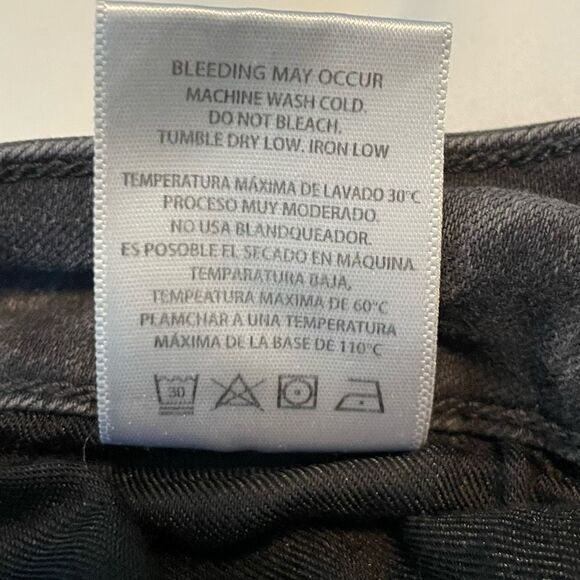 BLEEDING MAY OCCUR
MACHINE WASH COLD.
DO NOT BLEACH.
TUMBLE DRY LOW. IRON LOW
TEMPERATURA MÁXIMA DE LAVADO 30°C
PROCESO MUY MODERADO.
NO USA BLANDQUEADOR.
ES POSOBLE EL SECADO EN MÁQUINA
TEMPARATURA BAJA,
TEMPEATURA MAXIMA DE 60°C
PLAMCHAR A UNA TEMPERATURA
MÁXIMA DE LA BASE DE 110°C
30